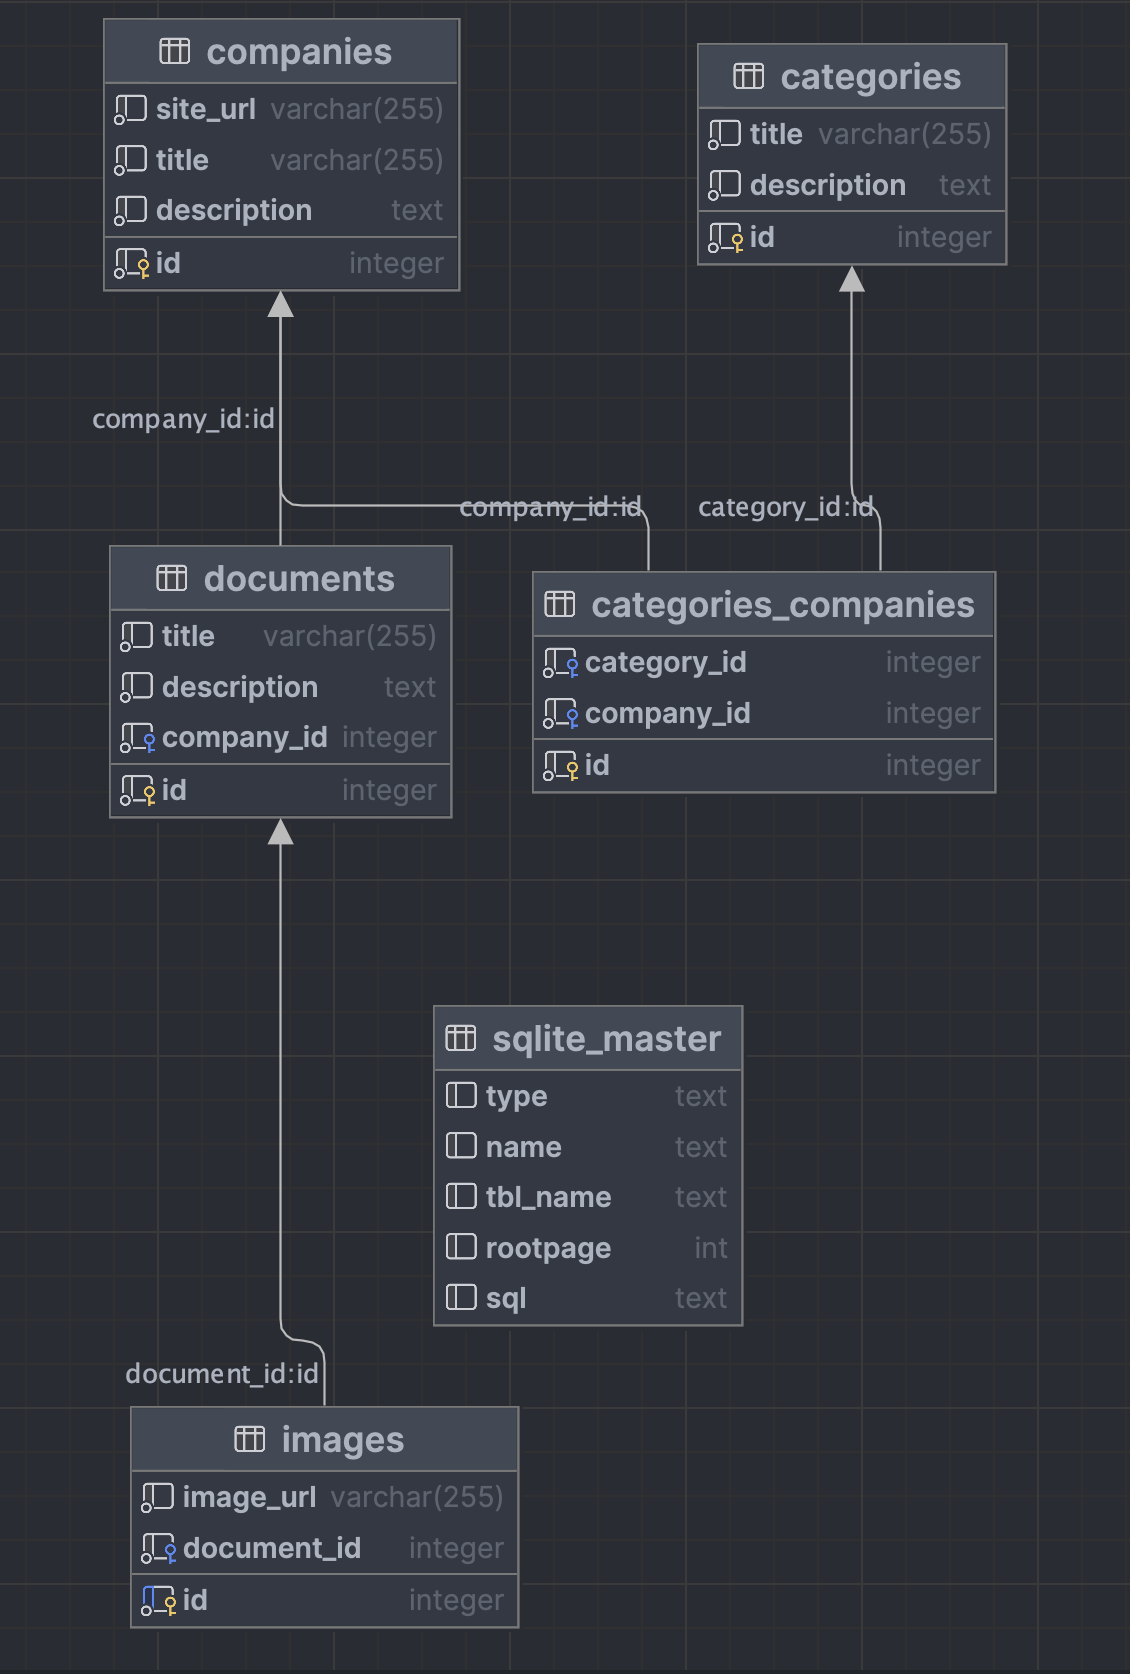 companies
site_url varchar(255)
title varchar(255)
description text
id integer
categories
title varchar(255)
description text
id integer
company_id:id
company_id:id
category_id:id
documents
title varchar(255)
description text
company_id integer
id integer
categories_companies
category_id integer
company_id integer
id integer
sqlite_master
type text
name text
tbl_name text
rootpage int
sql text
document_id:id
images
image_url varchar(255)
document_id integer
id integer